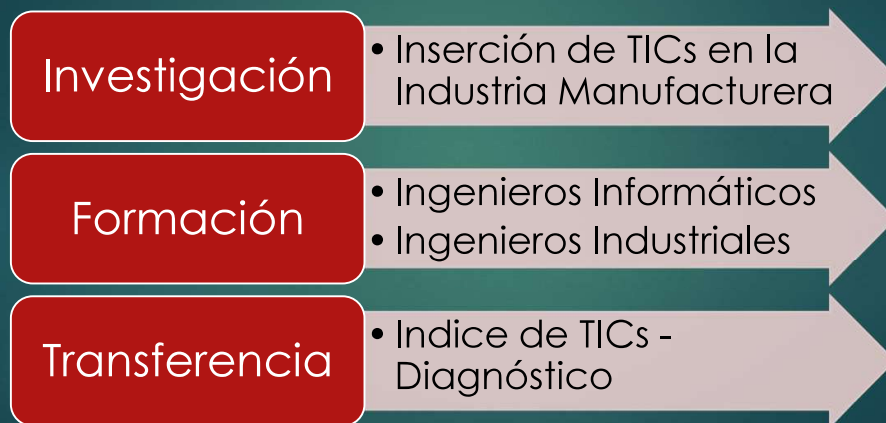 Investigación
• Inserción de TICs en la
Industria Manufacturera
Formación
• Ingenieros Informáticos
• Ingenieros Industriales
Transferencia
• Indice de TICs -
Diagnóstico